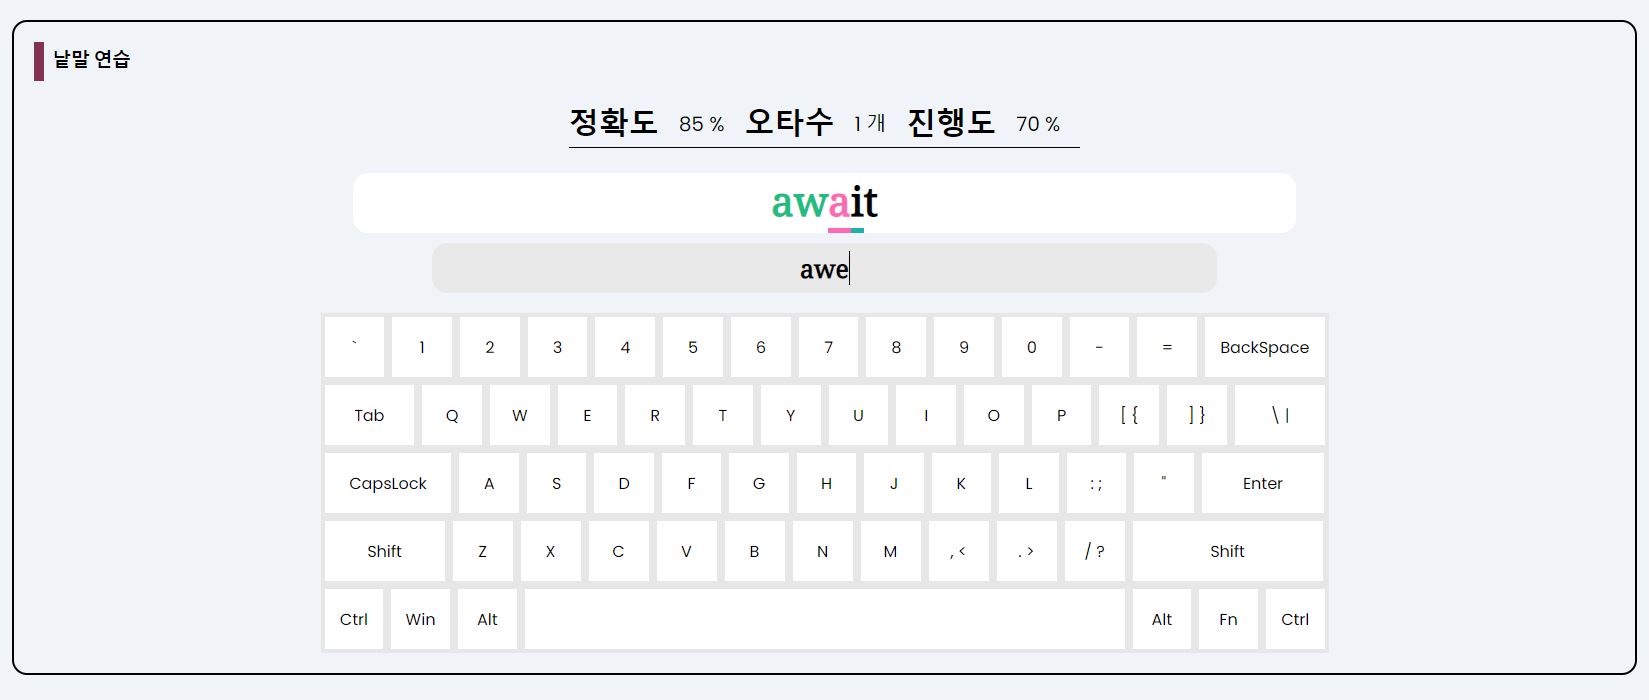 낱말 연습
정확도 85 % 오타수 1 개 진행도 70 %
await
awe
` 1 2 3 4 5 6 7 8 9 0 - = BackSpace
Tab Q W E R T Y U I O P [ { ] } \ |
CapsLock A S D F G H J K L : ; " Enter
Shift Z X C V B N M , < . > / ? Shift
Ctrl Win Alt Alt Fn Ctrl